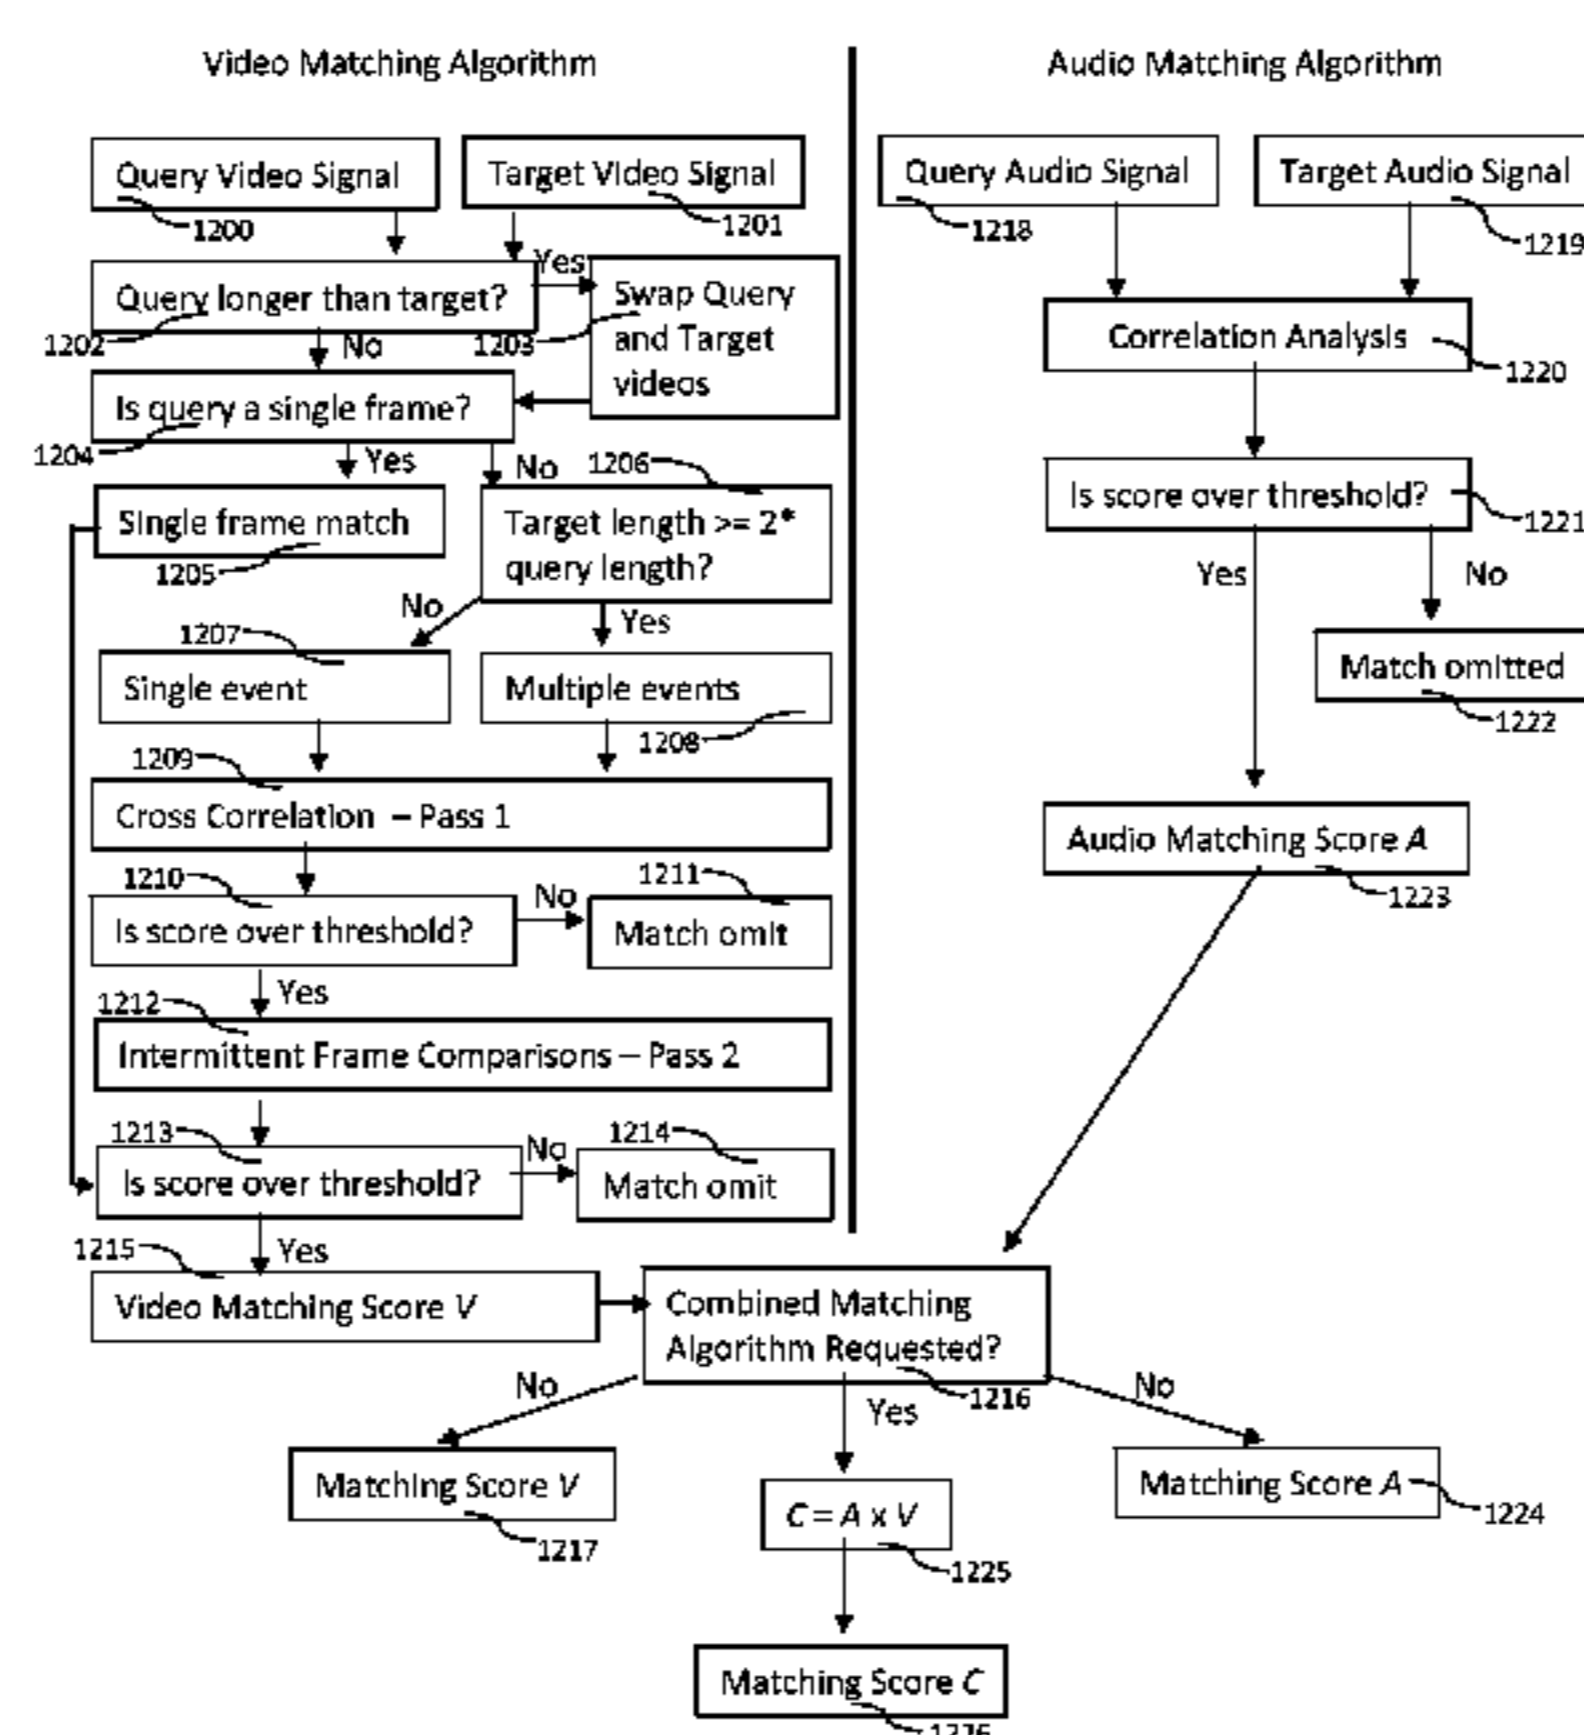 Video Matching Algorithm
Audio Matching Algorithm
Query Video Signal
1200
Target Video Signal
1201
Query Audio Signal
1218
Target Audio Signal
1219
Query longer than target?
1202
Yes
Swap Query
and Target
videos
1203
No
Correlation Analysis
1220
Is query a single frame?
1204
Yes
No
1206
Single frame match
1205
Target length >= 2*
query length?
Is score over threshold?
1221
Yes
No
No
Yes
1207
Single event
Multiple events
1208
Match omitted
1222
1209
Cross Correlation – Pass 1
Audio Matching Score A
1223
1210
Is score over threshold?
No
1211
Match omit
Yes
1212
Intermittent Frame Comparisons – Pass 2
1213
Is score over threshold?
No
1214
Match omit
1215
Yes
Video Matching Score V
Combined Matching
Algorithm Requested?
1216
No
Yes
No
Matching Score V
1217
C = A x V
1225
Matching Score A
1224
Matching Score C